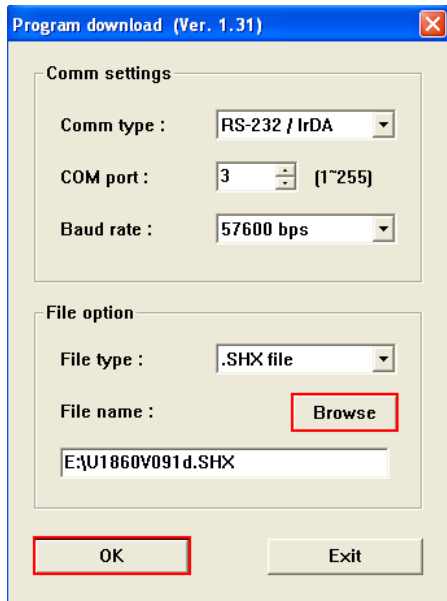 Program download (Ver. 1.31)
Comm settings
Comm type : RS-232 / IrDA
COM port : 3 (1~255)
Baud rate : 57600 bps
File option
File type : .SHX file
File name : Browse
E:\U1860V091d.SHX
OK Exit